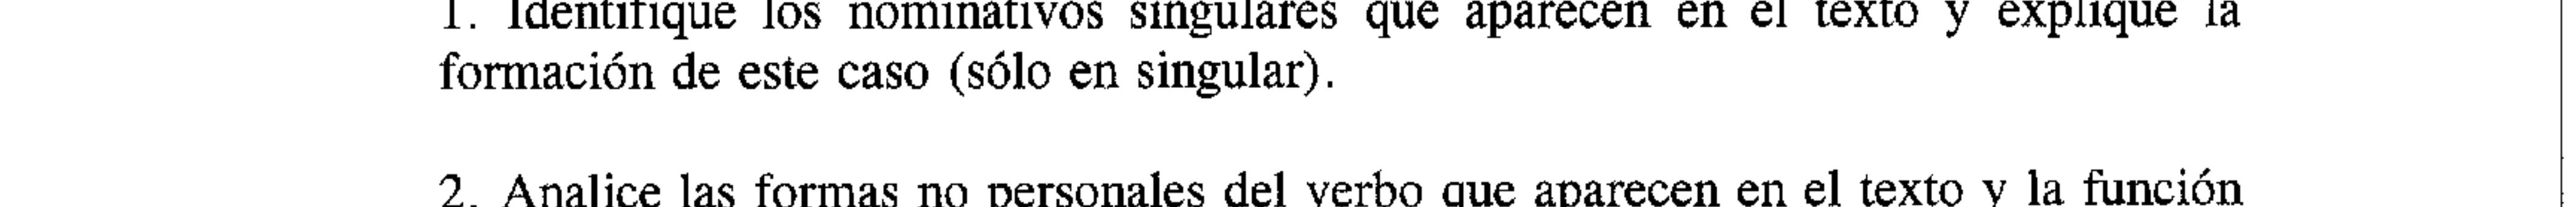 1. Identifique los nominativos singulares que aparecen en el texto y explique la
formación de este caso (sólo en singular).
2. Analice las formas no personales del verbo que aparecen en el texto y la función